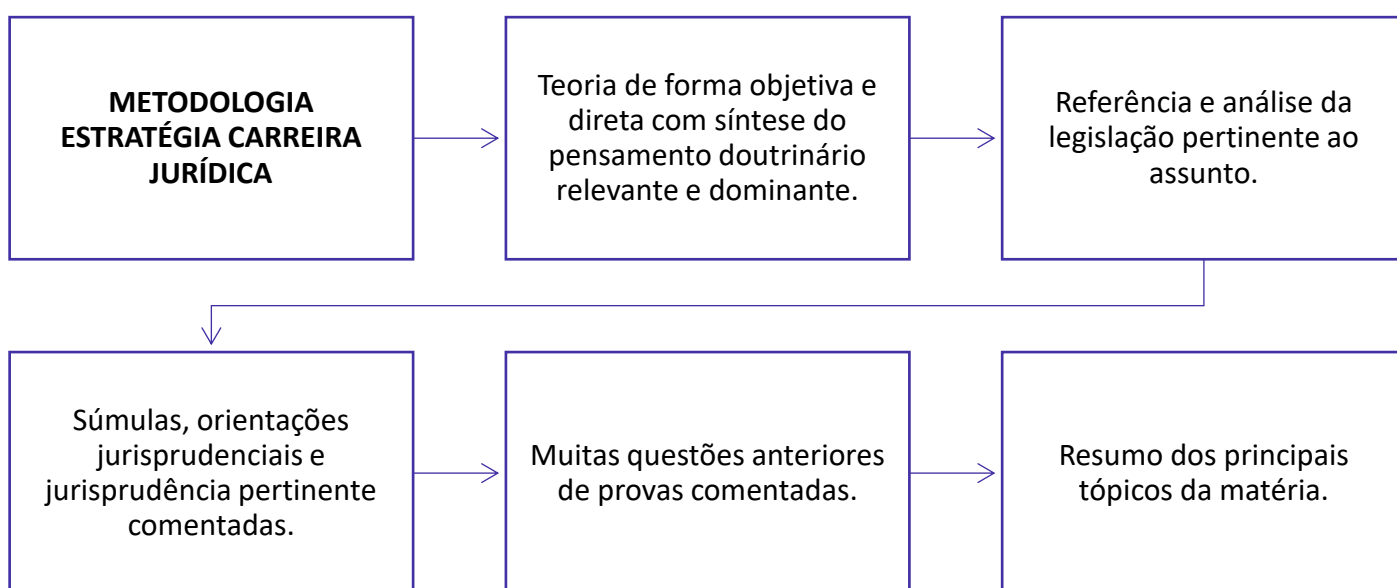 METODOLOGIA
ESTRATÉGIA CARREIRA
JURÍDICA
Teoria de forma objetiva e
direta com síntese do
pensamento doutrinário
relevante e dominante.
Referência e análise da
legislação pertinente ao
assunto.
Súmulas, orientações
jurisprudenciais e
jurisprudência pertinente
comentadas.
Muitas questões anteriores
de provas comentadas.
Resumo dos principais
tópicos da matéria.